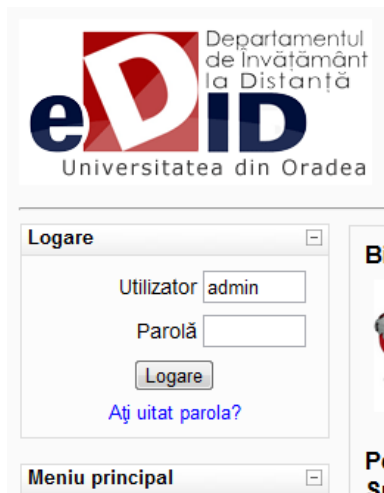 Departamentul
de Învățământ
la Distanță
eDID
Universitatea din Oradea
Logare
Utilizator admin
Parolă
Logare
Aţi uitat parola?
Meniu principal